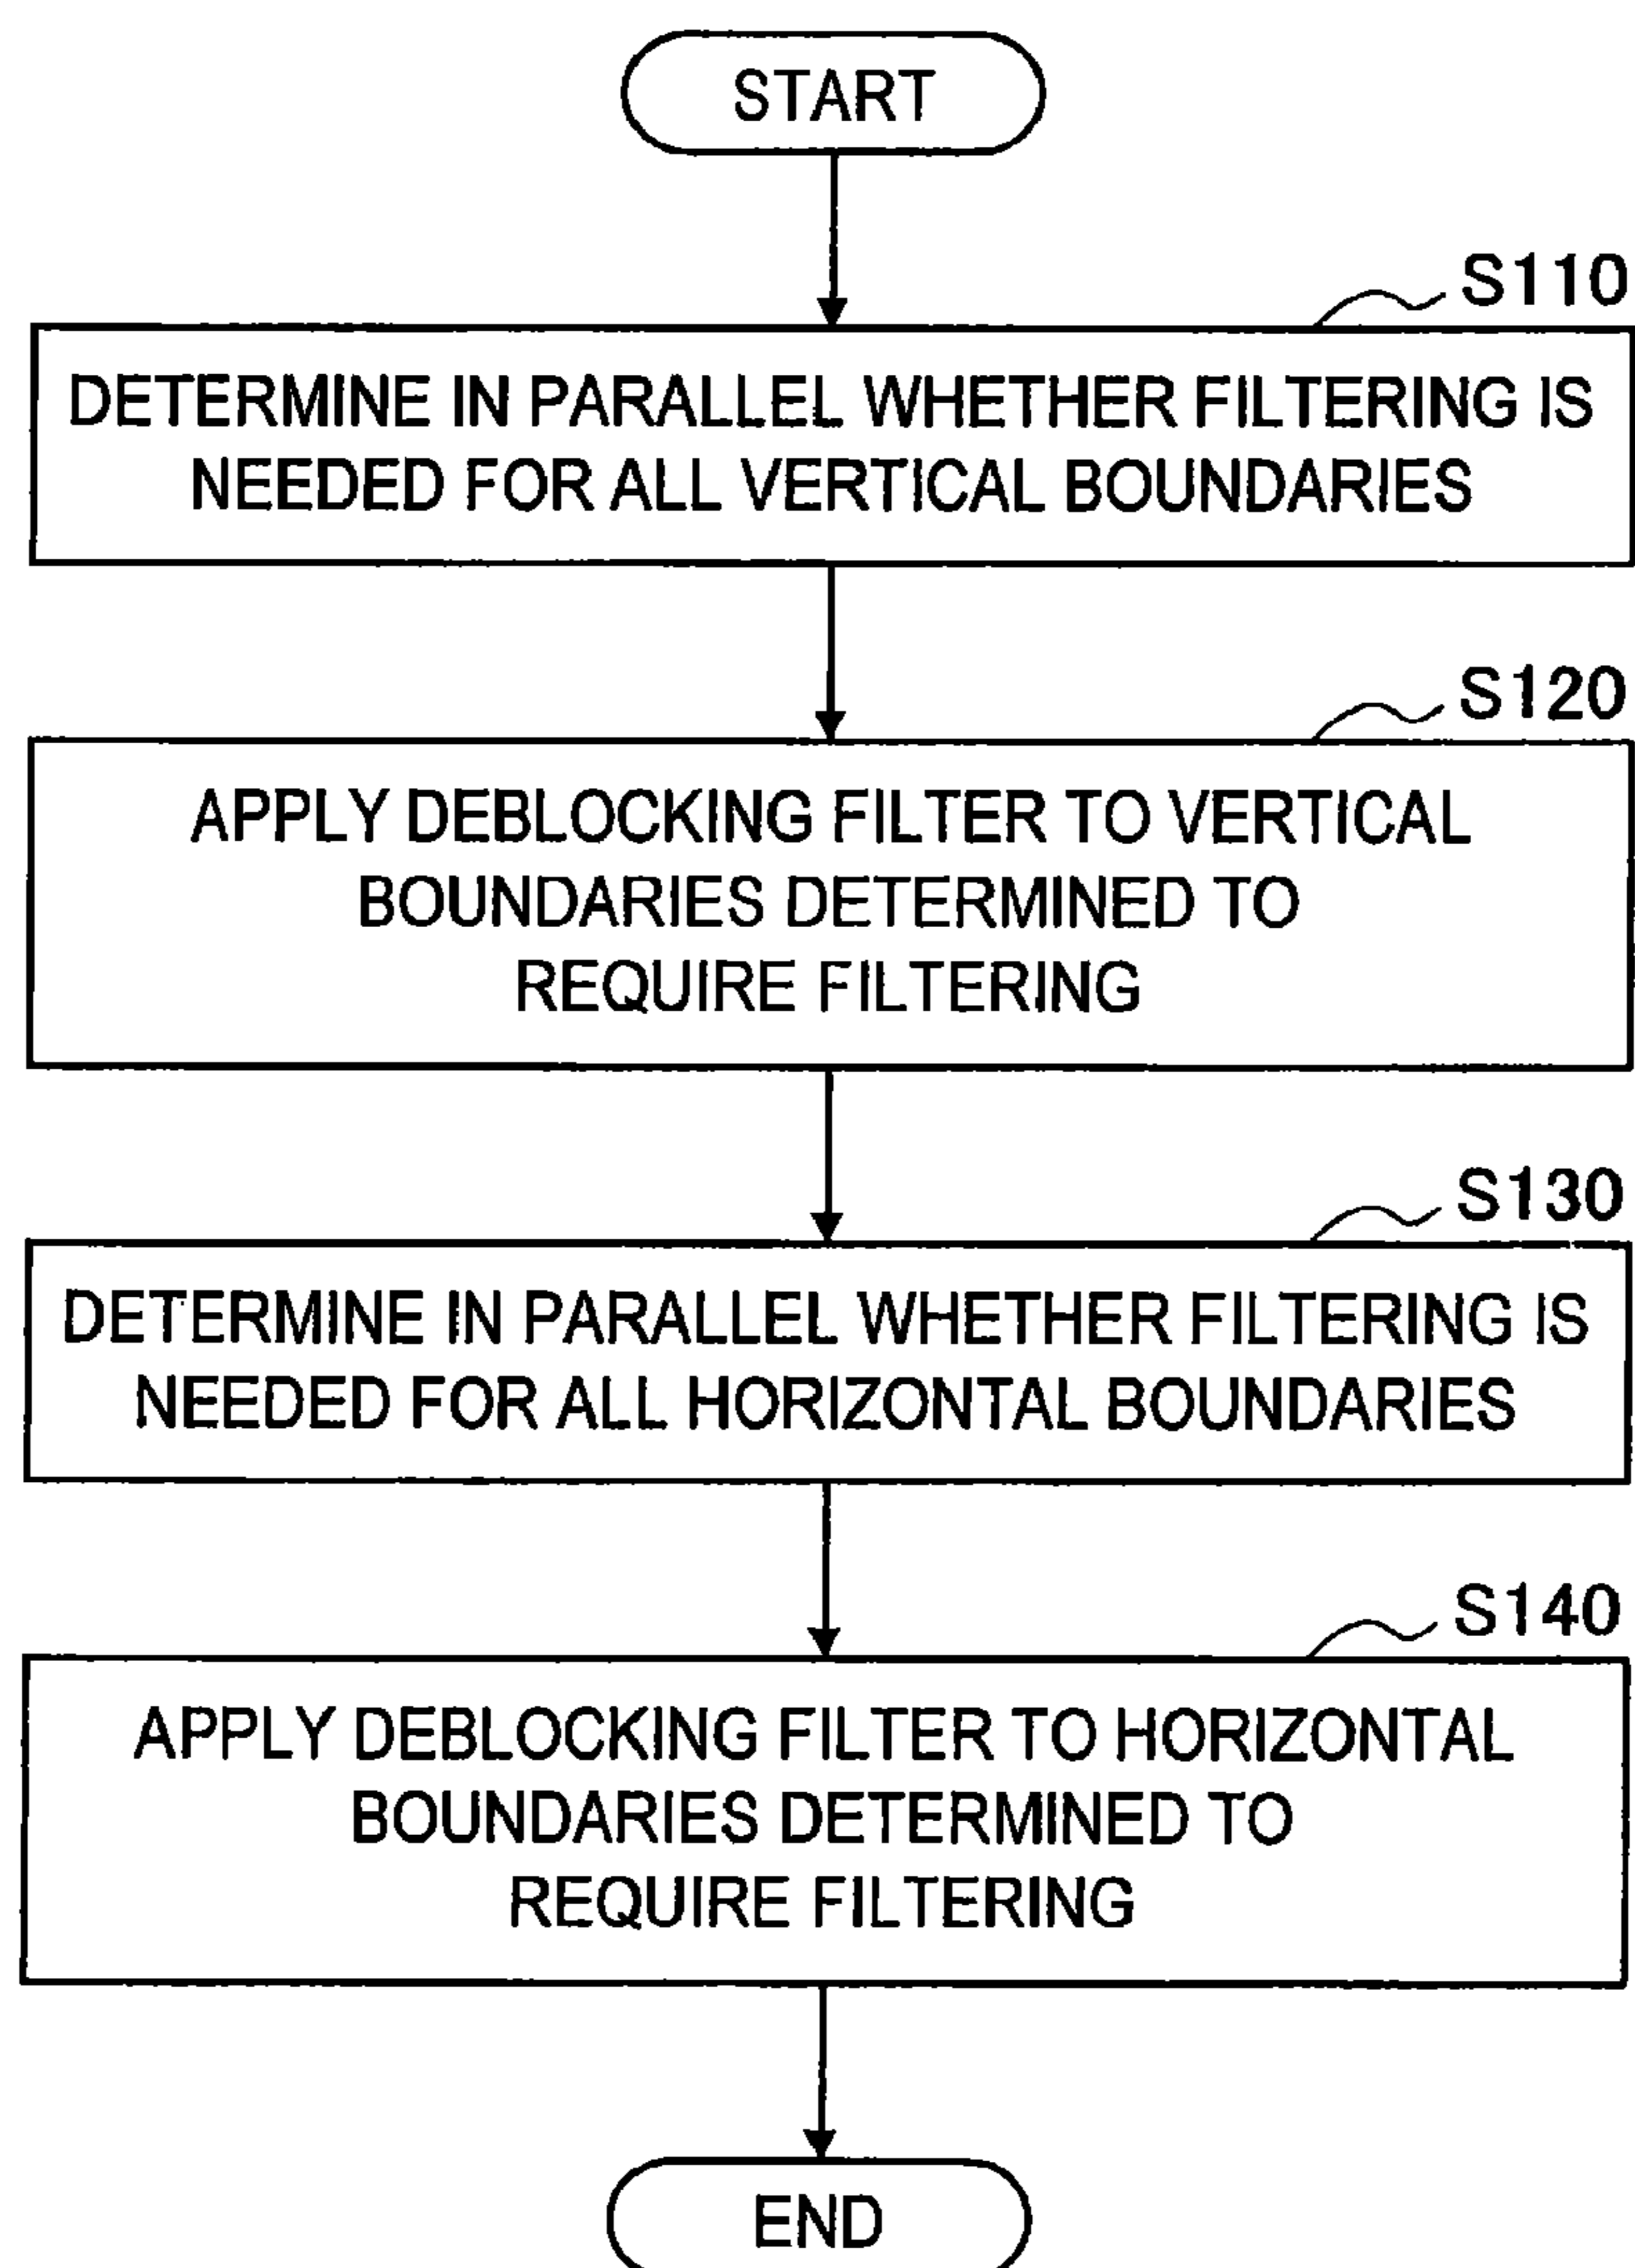 START
S110
DETERMINE IN PARALLEL WHETHER FILTERING IS
NEEDED FOR ALL VERTICAL BOUNDARIES
S120
APPLY DEBLOCKING FILTER TO VERTICAL
BOUNDARIES DETERMINED TO
REQUIRE FILTERING
S130
DETERMINE IN PARALLEL WHETHER FILTERING IS
NEEDED FOR ALL HORIZONTAL BOUNDARIES
S140
APPLY DEBLOCKING FILTER TO HORIZONTAL
BOUNDARIES DETERMINED TO
REQUIRE FILTERING
END